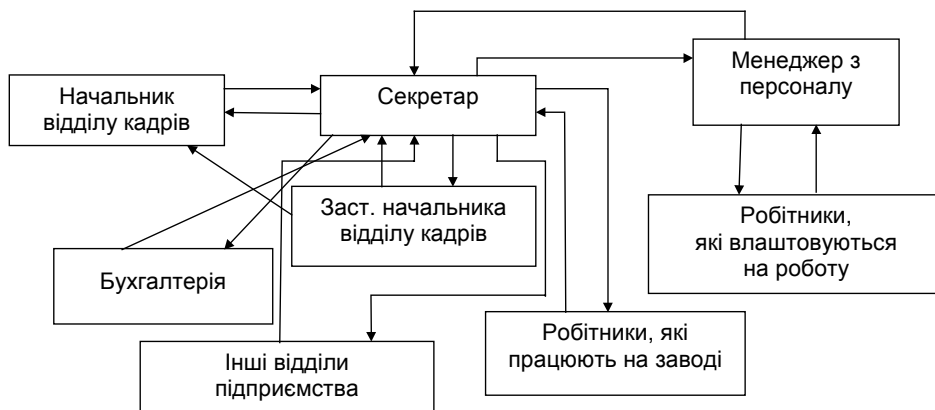 Менеджер з
персоналу
Начальник
відділу кадрів
Секретар
Заст. начальника
відділу кадрів
Робітники,
які влаштовуються
на роботу
Бухгалтерія
Робітники, які
працюють на заводі
Інші відділи
підприємства